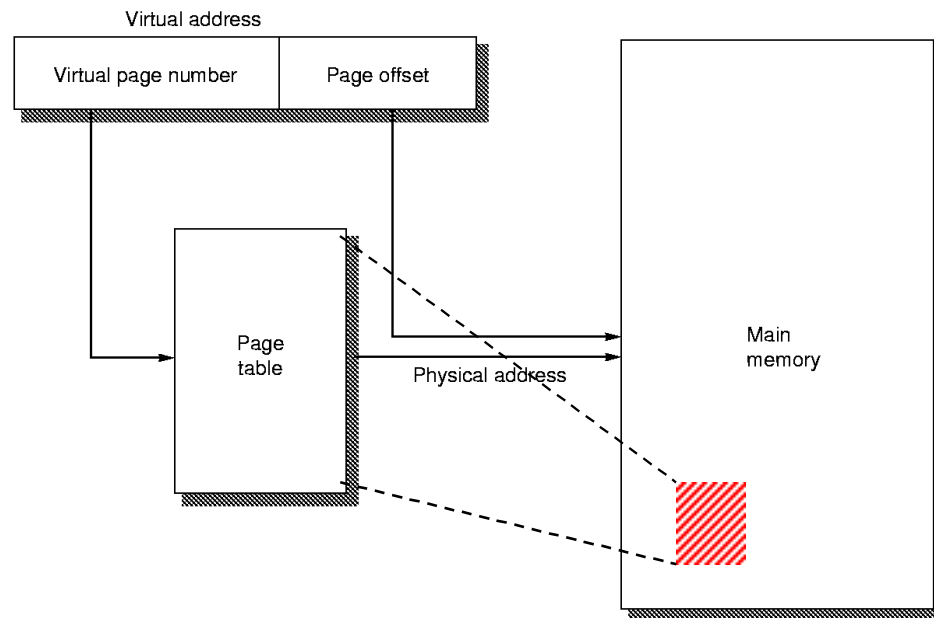 Virtual address
Virtual page number
Page offset
Page
table
Main
memory
Physical address